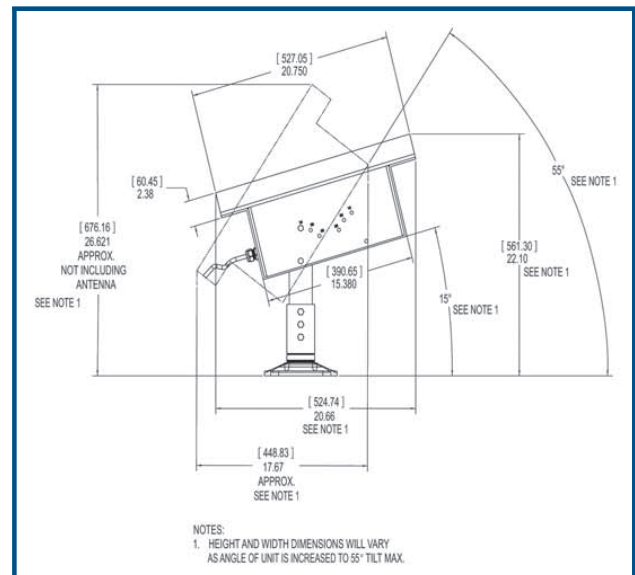 [ 527.05]
20.750
[ 60.45]
2.38
55°
SEE NOTE 1
[ 676.16]
26.621
APPROX.
NOT INCLUDING
ANTENNA
SEE NOTE 1
[ 561.30]
22.10
SEE NOTE 1
[ 390.65]
15.380
15°
SEE NOTE 1
[ 524.74]
20.66
SEE NOTE 1
[ 448.83]
17.67
APPROX.
SEE NOTE 1
NOTES:
1. HEIGHT AND WIDTH DIMENSIONS WILL VARY
AS ANGLE OF UNIT IS INCREASED TO 55° TILT MAX.